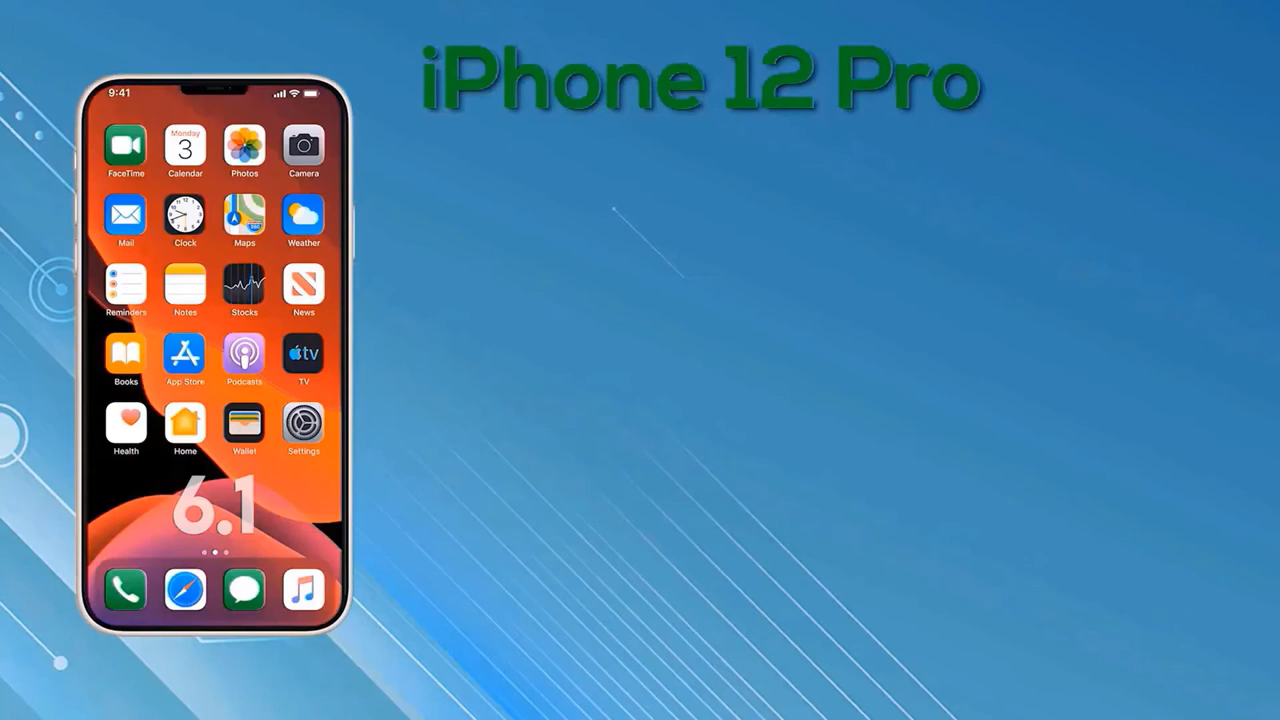 iPhone 12 Pro
9:41
Monday
3
FaceTime Calendar Photos Camera
Mail Clock Maps Weather
Reminders Notes Stocks News
tv
Books App Store Podcasts TV
Health Home Wallet Settings
6.1